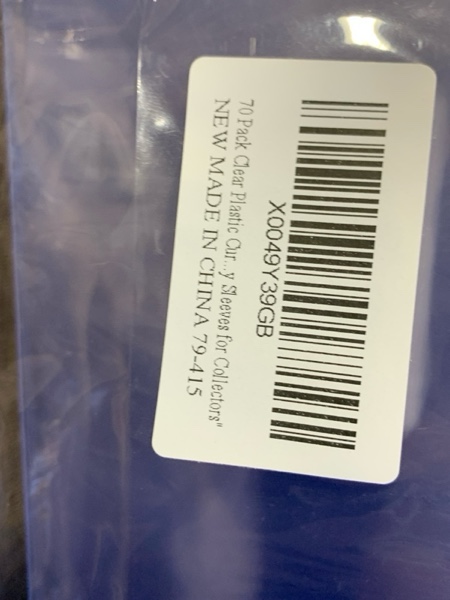 X0049Y39GB
70 Pack Clear Plastic Cur...y Sleeves for Collectors"
NEW MADE IN CHINA 79-415